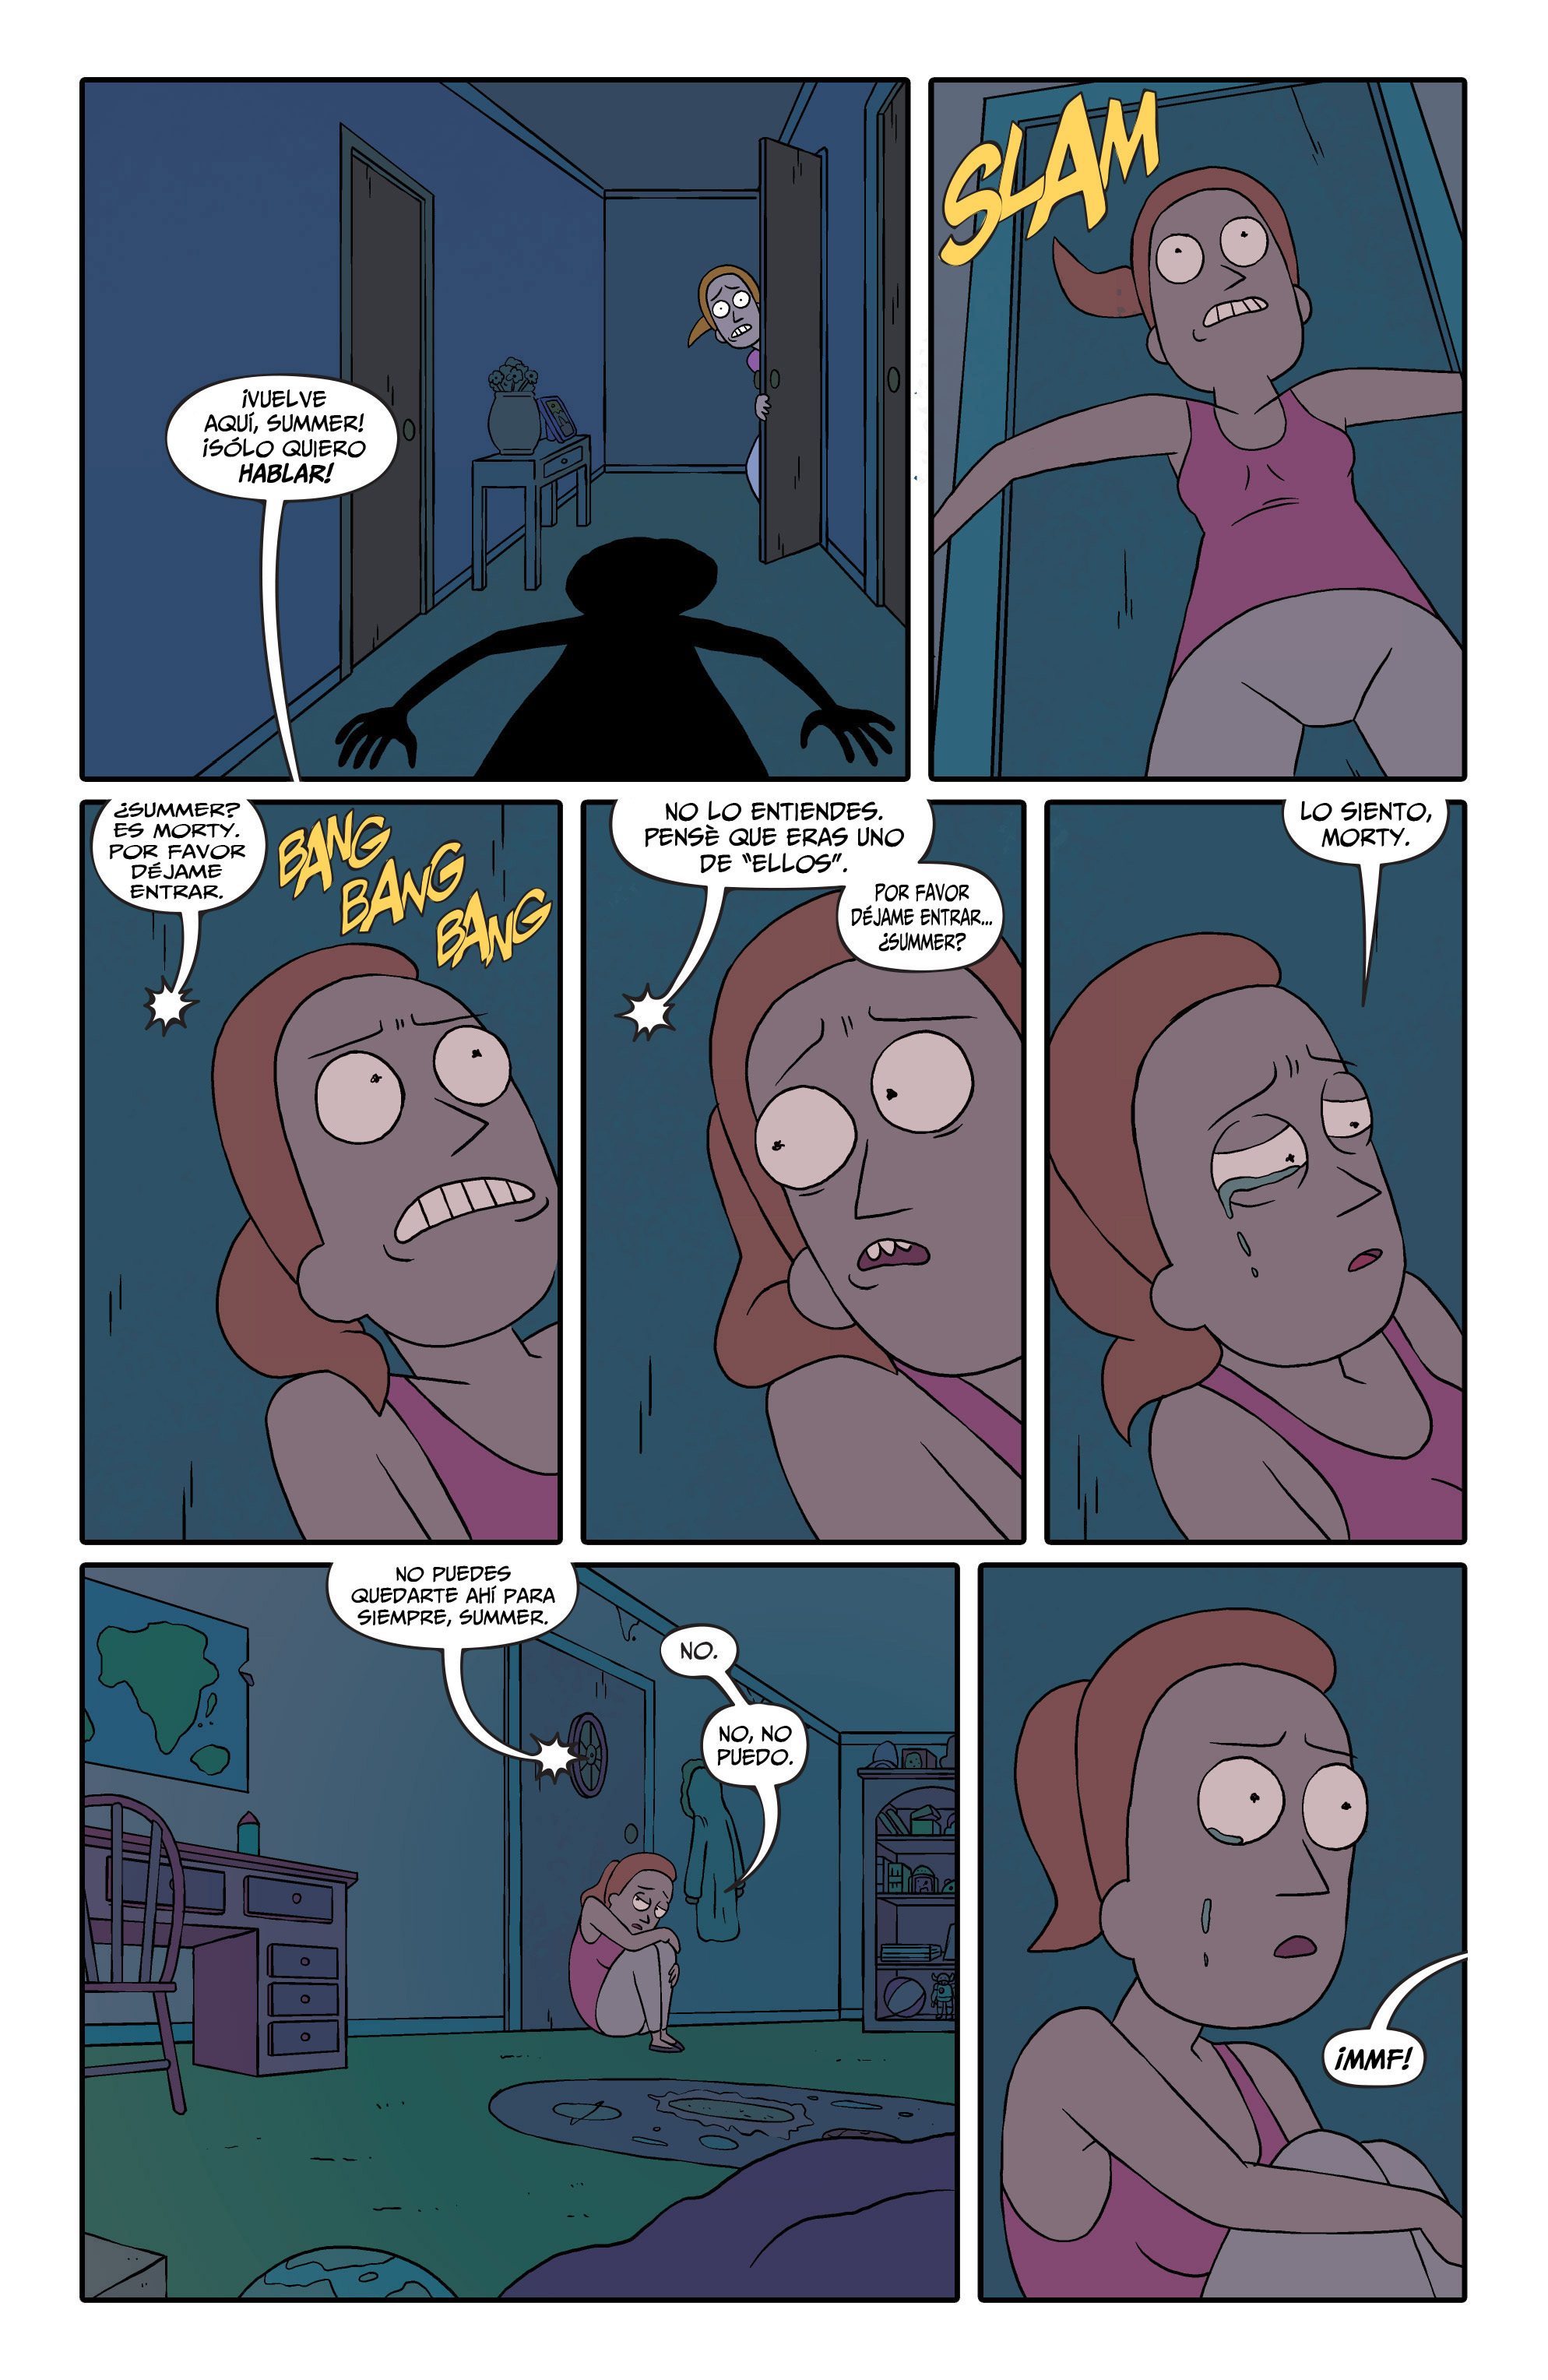 ¡VUELVE
AQUÍ, SUMMER!
¡SÓLO QUIERO
HABLAR!
SLAM
¿SUMMER?
ES MORTY.
POR FAVOR
DÉJAME
ENTRAR.
BANG
BANG
BANG
NO LO ENTIENDES.
PENSÈ QUE ERAS UNO
DE "ELLOS".
POR FAVOR
DÉJAME ENTRAR...
¿SUMMER?
LO SIENTO,
MORTY.
NO PUEDES
QUEDARTE AHÍ PARA
SIEMPRE, SUMMER.
NO.
NO, NO
PUEDO.
¡MMF!